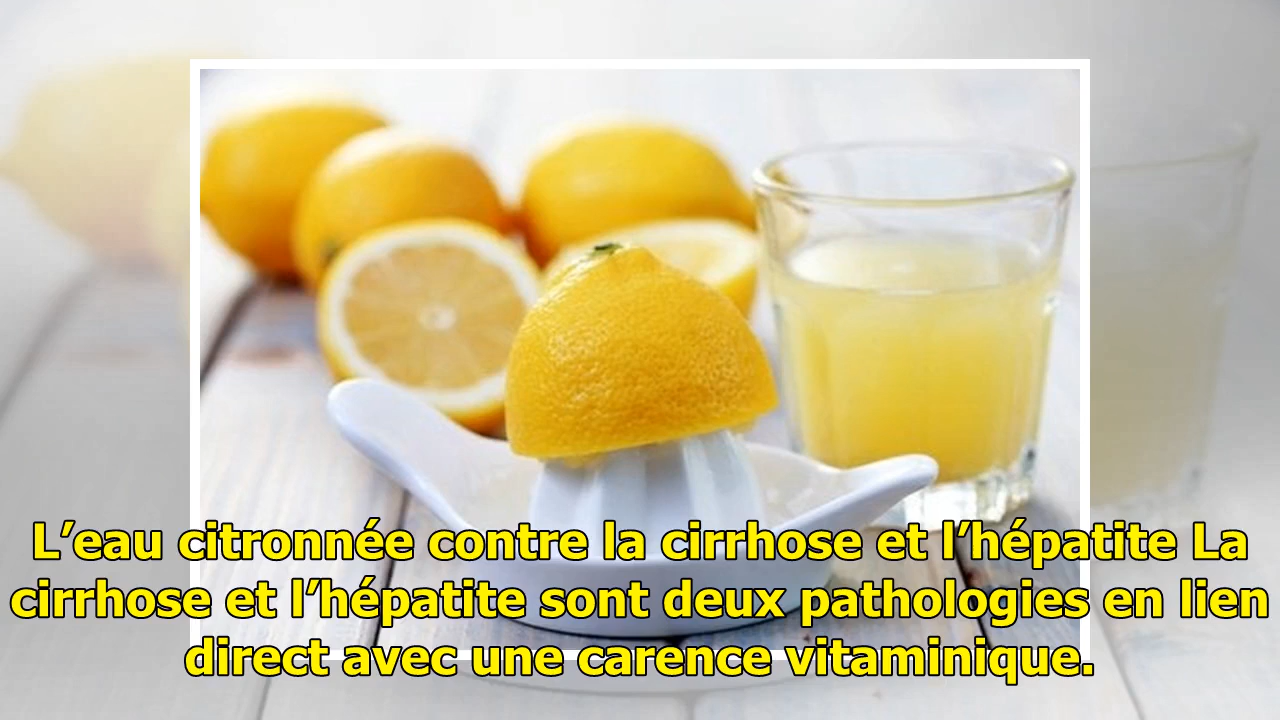 L’eau citronnée contre la cirrhose et l’hépatite La
cirrhose et l’hépatite sont deux pathologies en lien
direct avec une carence vitaminique.